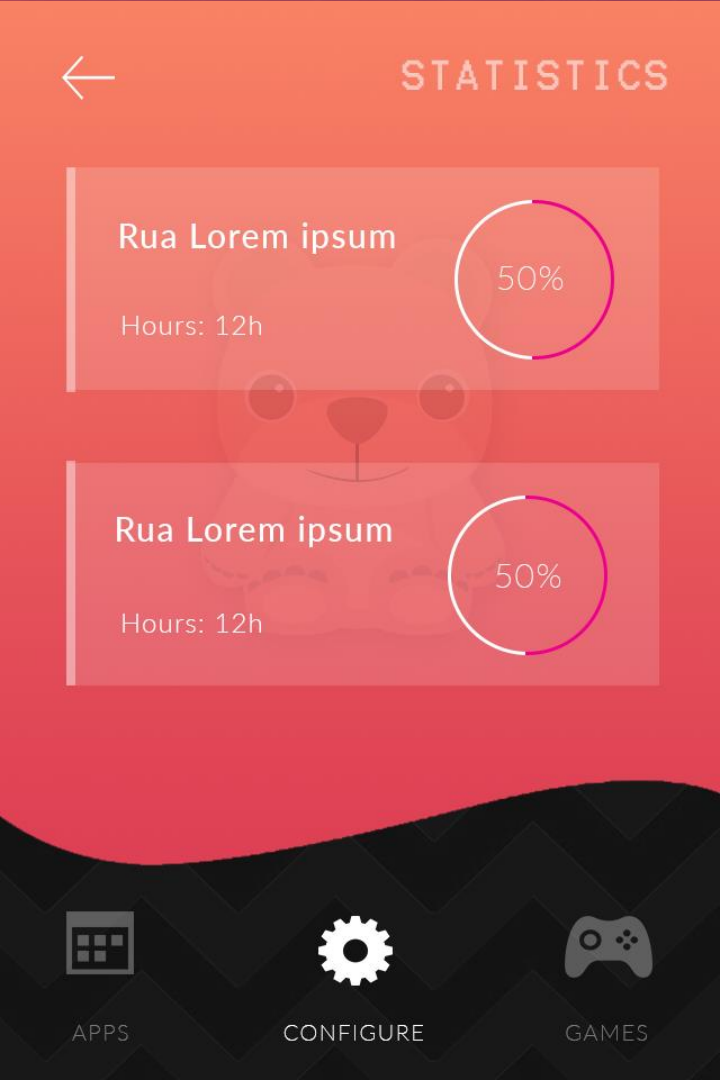 STATISTICS
Rua Lorem ipsum
50%
Hours: 12h
Rua Lorem ipsum
50%
Hours: 12h
APPS
CONFIGURE
GAMES